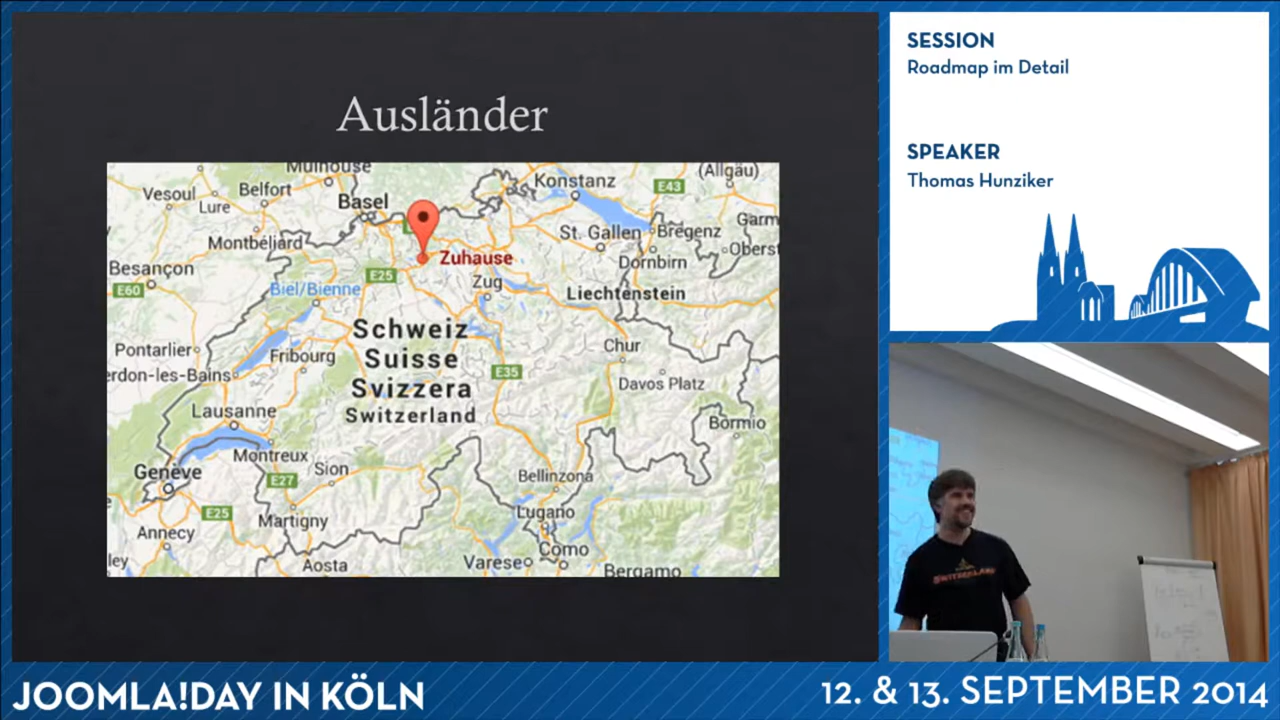 Ausländer
Mulhouse
(Allgäu)
Vesoul
Lure
Belfort
Basel
Konstanz
E43
Montbéliard
St. Gallen
Bregenz
Garm
Oberst
Dornbirn
Besançon
E60
Biel/Bienne
E25
Zuhause
Zug
Liechtenstein
Schweiz
Suisse
Svizzera
Switzerland
Pontarlier
erdon-les-Bains
Fribourg
Chur
E35
Davos Platz
Lausanne
Bormio
Montreux
Genève
E27
Sion
Bellinzona
E25
Martigny
Lugano
Annecy
Como
ley
Aosta
Varese
Bergamo
SESSION
Roadmap im Detail
SPEAKER
Thomas Hunziker
SWITZERLAND
JOOMLA!DAY IN KÖLN
12. & 13. SEPTEMBER 2014